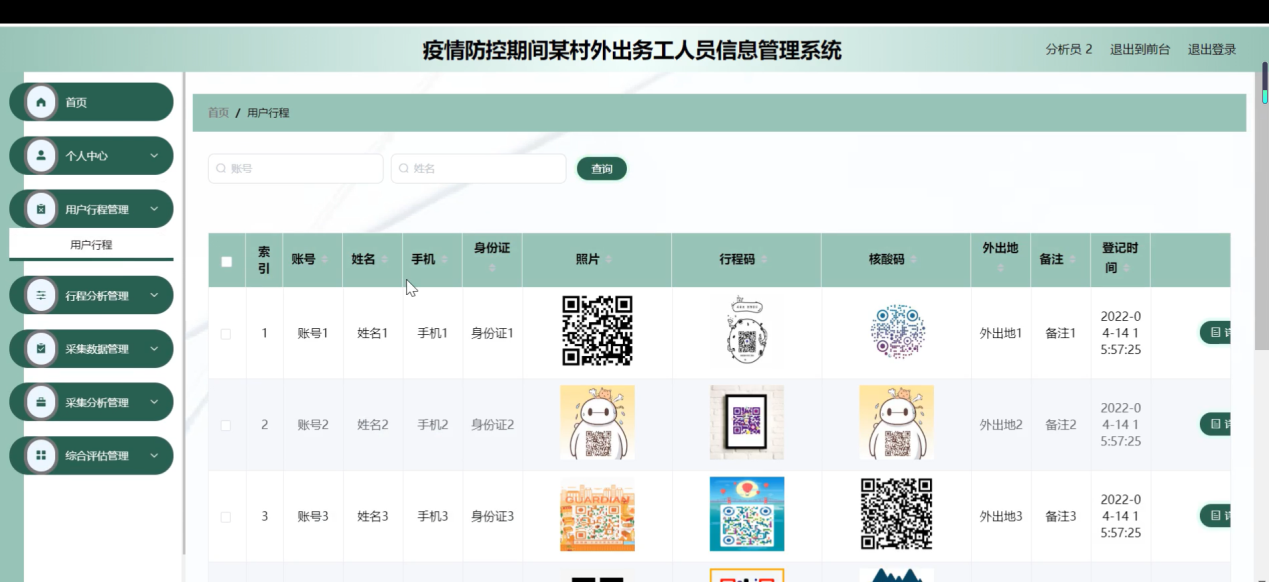 疫情防控期间某村外出务工人员信息管理系统
分析员 2 退出到前台 退出登录
首页
个人中心
用户行程管理
用户行程
行程分析管理
采集数据管理
采集分析管理
综合评估管理
首页 / 用户行程
账号 姓名 查询
索引 账号 姓名 手机 身份证 照片 行程码 核酸码 外出地 备注 登记时间
1 账号1 姓名1 手机1 身份证1 外出地1 备注1 2022-04-14 15:57:25
2 账号2 姓名2 手机2 身份证2 外出地2 备注2 2022-04-14 15:57:25
3 账号3 姓名3 手机3 身份证3 GUARDIAN 外出地3 备注3 2022-04-14 15:57:25